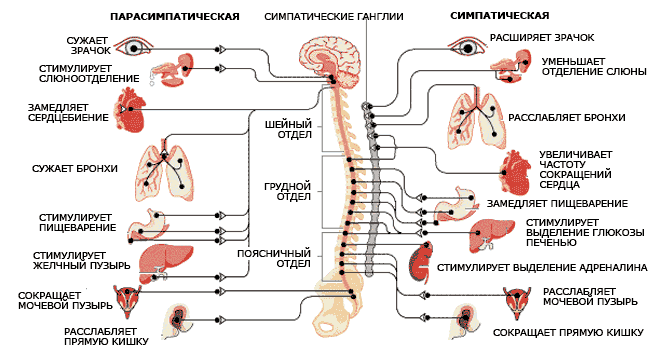 ПАРАСИМПАТИЧЕСКАЯ
СИМПАТИЧЕСКИЕ ГАНГЛИИ
СИМПАТИЧЕСКАЯ
СУЖАЕТ
ЗРАЧОК
СТИМУЛИРУЕТ
СЛЮНООТДЕЛЕНИЕ
ЗАМЕДЛЯЕТ
СЕРДЦЕБИЕНИЕ
СУЖАЕТ БРОНХИ
СТИМУЛИРУЕТ
ПИЩЕВАРЕНИЕ
СТИМУЛИРУЕТ
ЖЕЛЧНЫЙ ПУЗЫРЬ
СОКРАЩАЕТ
МОЧЕВОЙ ПУЗЫРЬ
РАССЛАБЛЯЕТ
ПРЯМУЮ КИШКУ
ШЕЙНЫЙ
ОТДЕЛ
ГРУДНОЙ
ОТДЕЛ
ПОЯСНИЧНЫЙ
ОТДЕЛ
РАСШИРЯЕТ ЗРАЧОК
УМЕНЬШАЕТ
ОТДЕЛЕНИЕ СЛЮНЫ
РАССЛАБЛЯЕТ БРОНХИ
УВЕЛИЧИВАЕТ
ЧАСТОТУ
СОКРАЩЕНИЙ
СЕРДЦА
ЗАМЕДЛЯЕТ ПИЩЕВАРЕНИЕ
СТИМУЛИРУЕТ
ВЫДЕЛЕНИЕ ГЛЮКОЗЫ
ПЕЧЕНЬЮ
СТИМУЛИРУЕТ ВЫДЕЛЕНИЕ АДРЕНАЛИНА
РАССЛАБЛЯЕТ
МОЧЕВОЙ ПУЗЫРЬ
СОКРАЩАЕТ ПРЯМУЮ КИШКУ